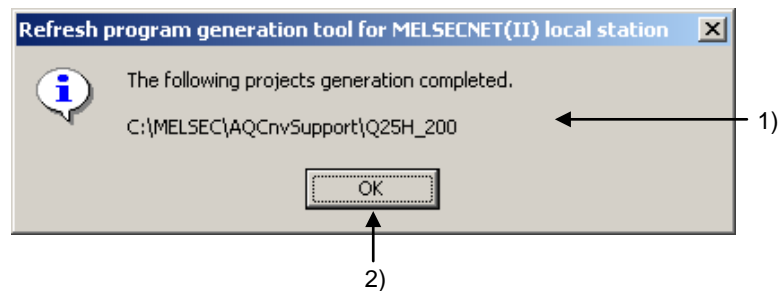 Refresh program generation tool for MELSECNET(II) local station
The following projects generation completed.
C:\MELSEC\AQCnvSupport\Q25H_200
1)
OK
2)